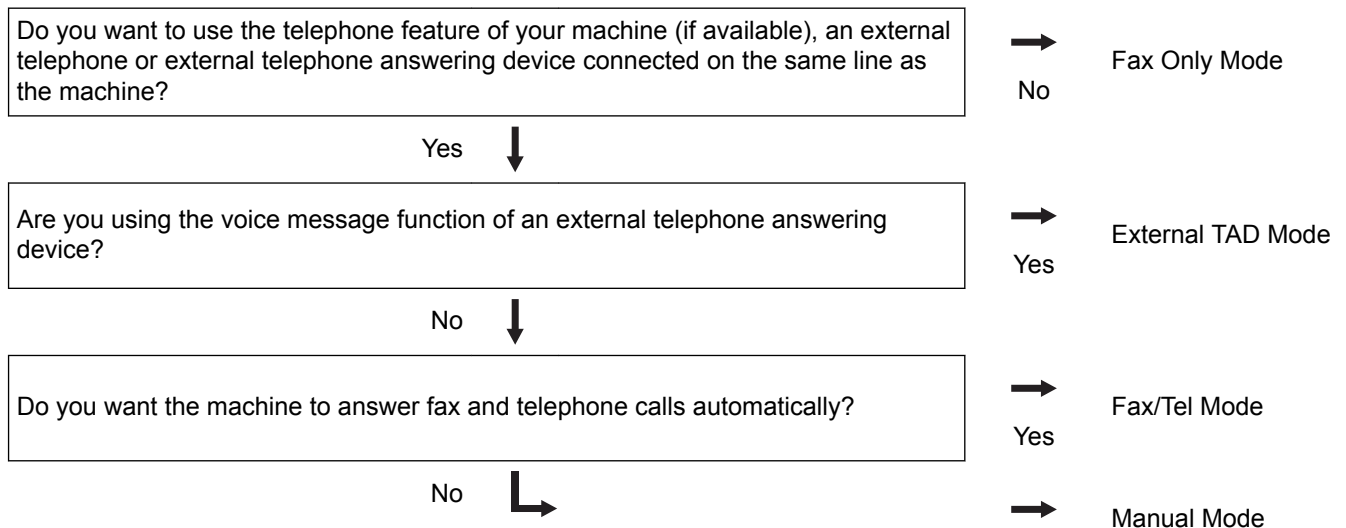 Do you want to use the telephone feature of your machine (if available), an external
telephone or external telephone answering device connected on the same line as
the machine?
No
Fax Only Mode
Yes
Are you using the voice message function of an external telephone answering
device?
Yes
External TAD Mode
No
Do you want the machine to answer fax and telephone calls automatically?
Yes
Fax/Tel Mode
No
Manual Mode